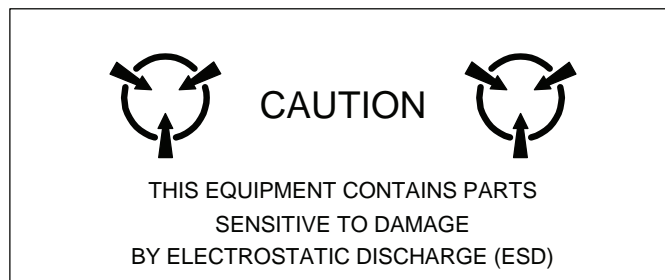 CAUTION
THIS EQUIPMENT CONTAINS PARTS
SENSITIVE TO DAMAGE
BY ELECTROSTATIC DISCHARGE (ESD)